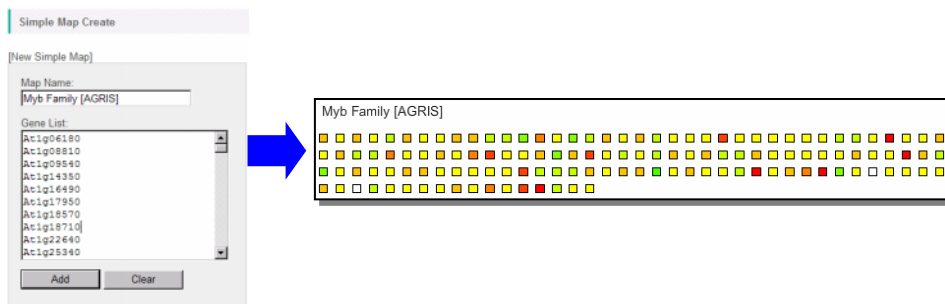 Simple Map Create
[New Simple Map]
Map Name:
Myb Family [AGRIS]
Gene List:
At1g06180
At1g08810
At1g09540
At1g14350
At1g16490
At1g17950
At1g18570
At1g18710
At1g22640
At1g25340
Add Clear
Myb Family [AGRIS]